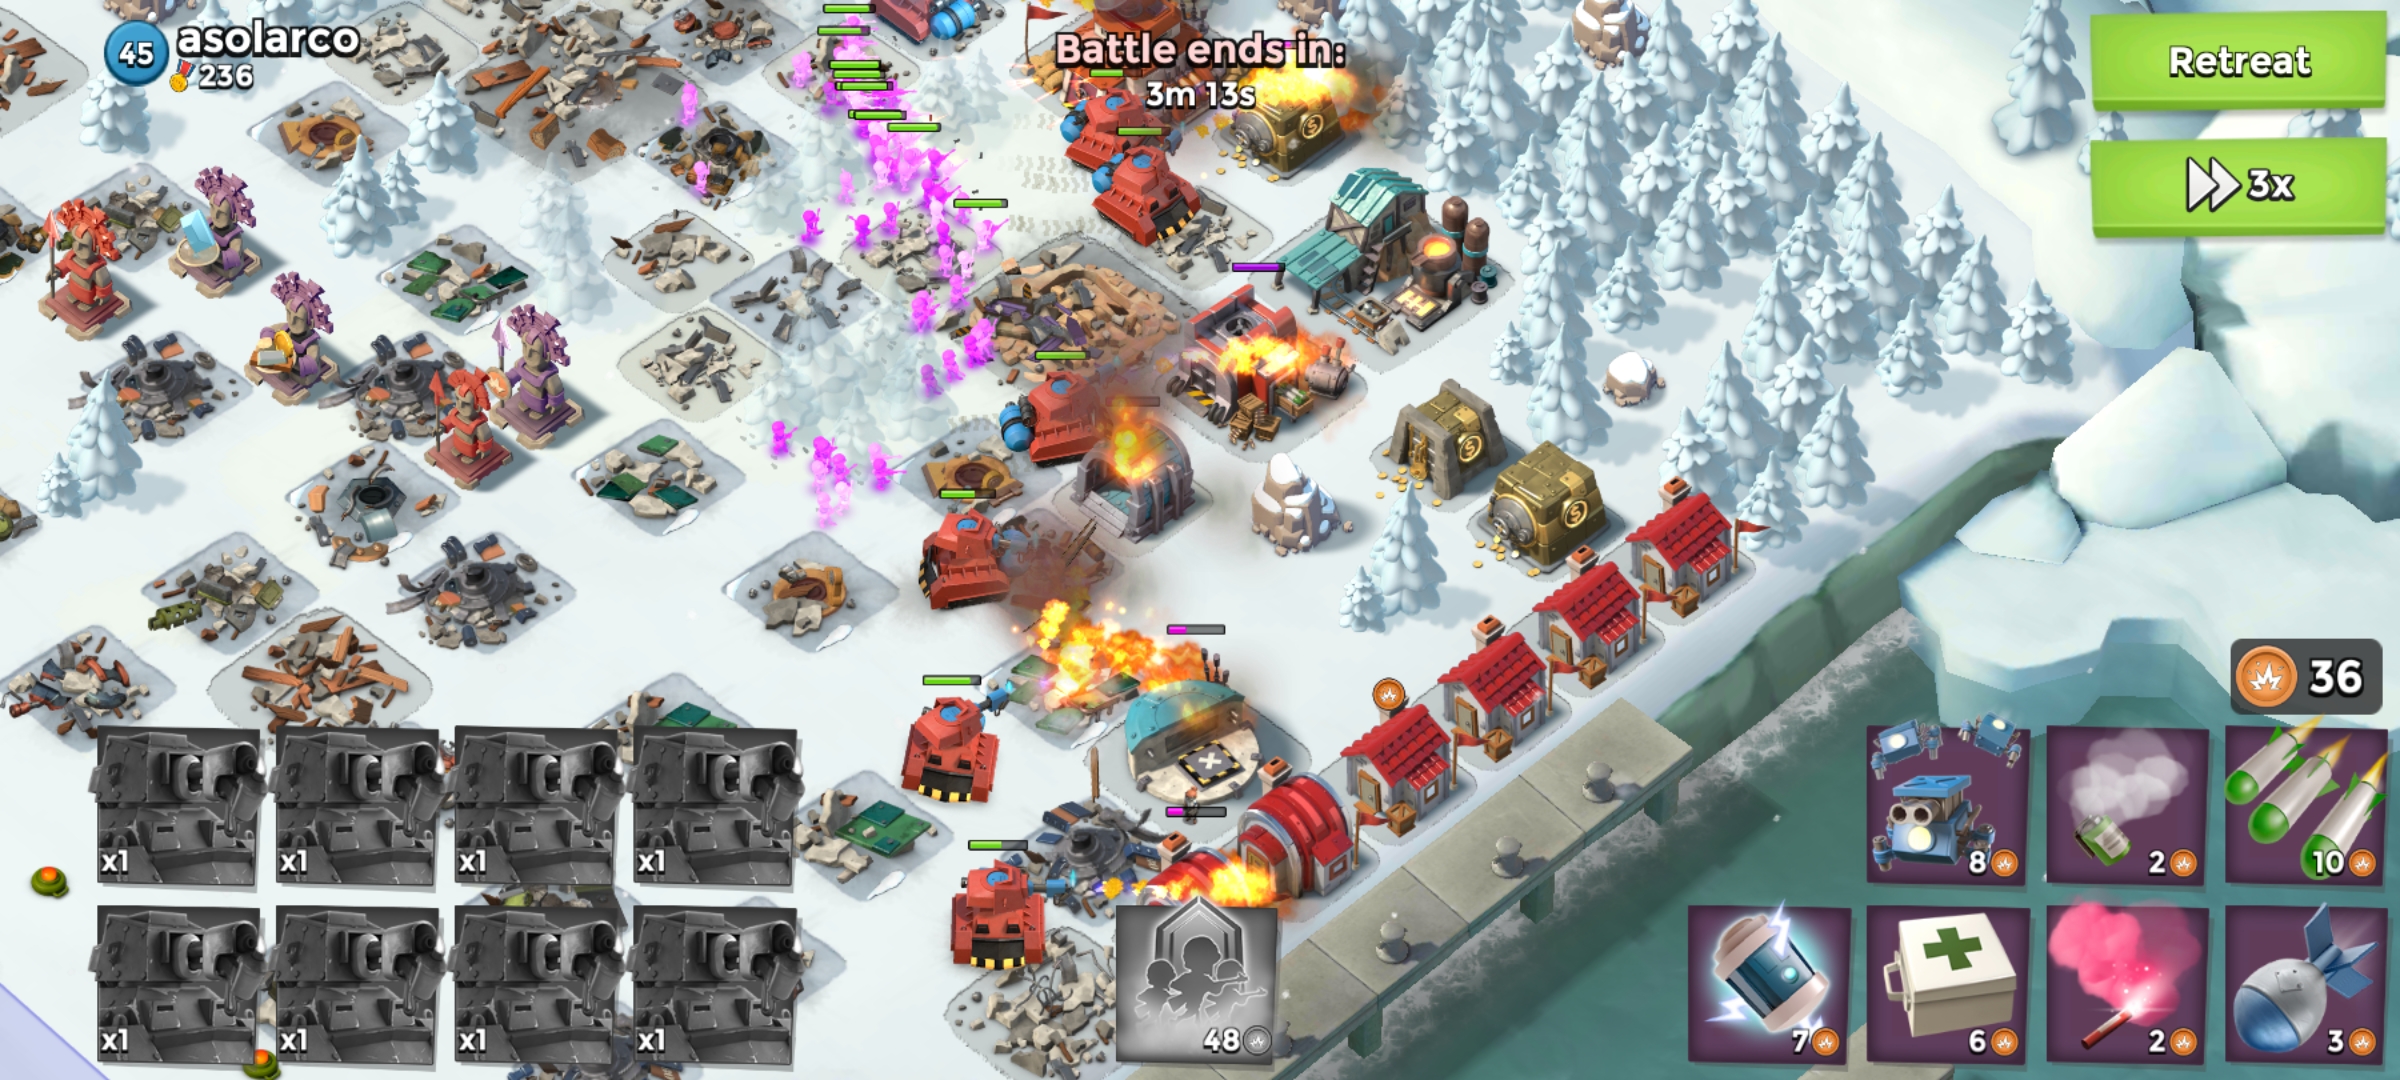 45
asolarco
236
Battle ends in:
3m 13s
Retreat
3x
36
8
2
10
x1
x1
x1
x1
x1
x1
x1
x1
48
7
6
2
3